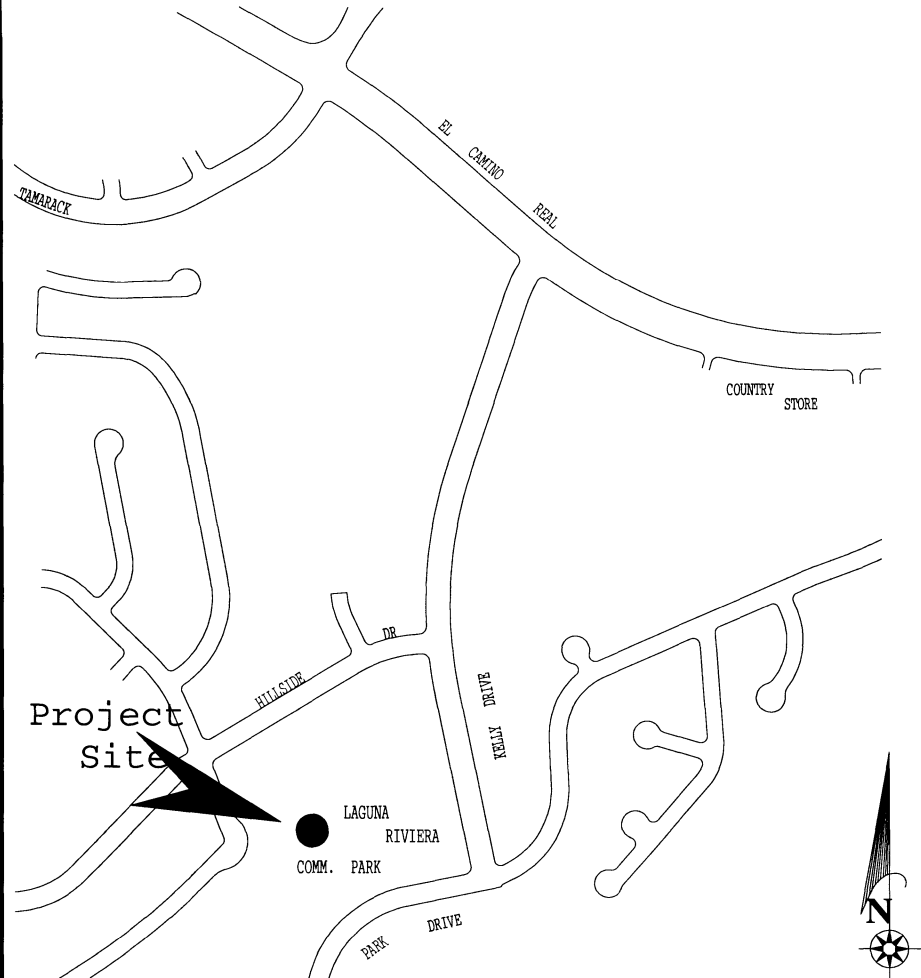 EL
CAMINO
REAL
TAMARACK
COUNTRY
STORE
DR
HILLSIDE
KELLY DRIVE
Project
Site
LAGUNA
RIVIERA
COMM. PARK
PARK
DRIVE
N